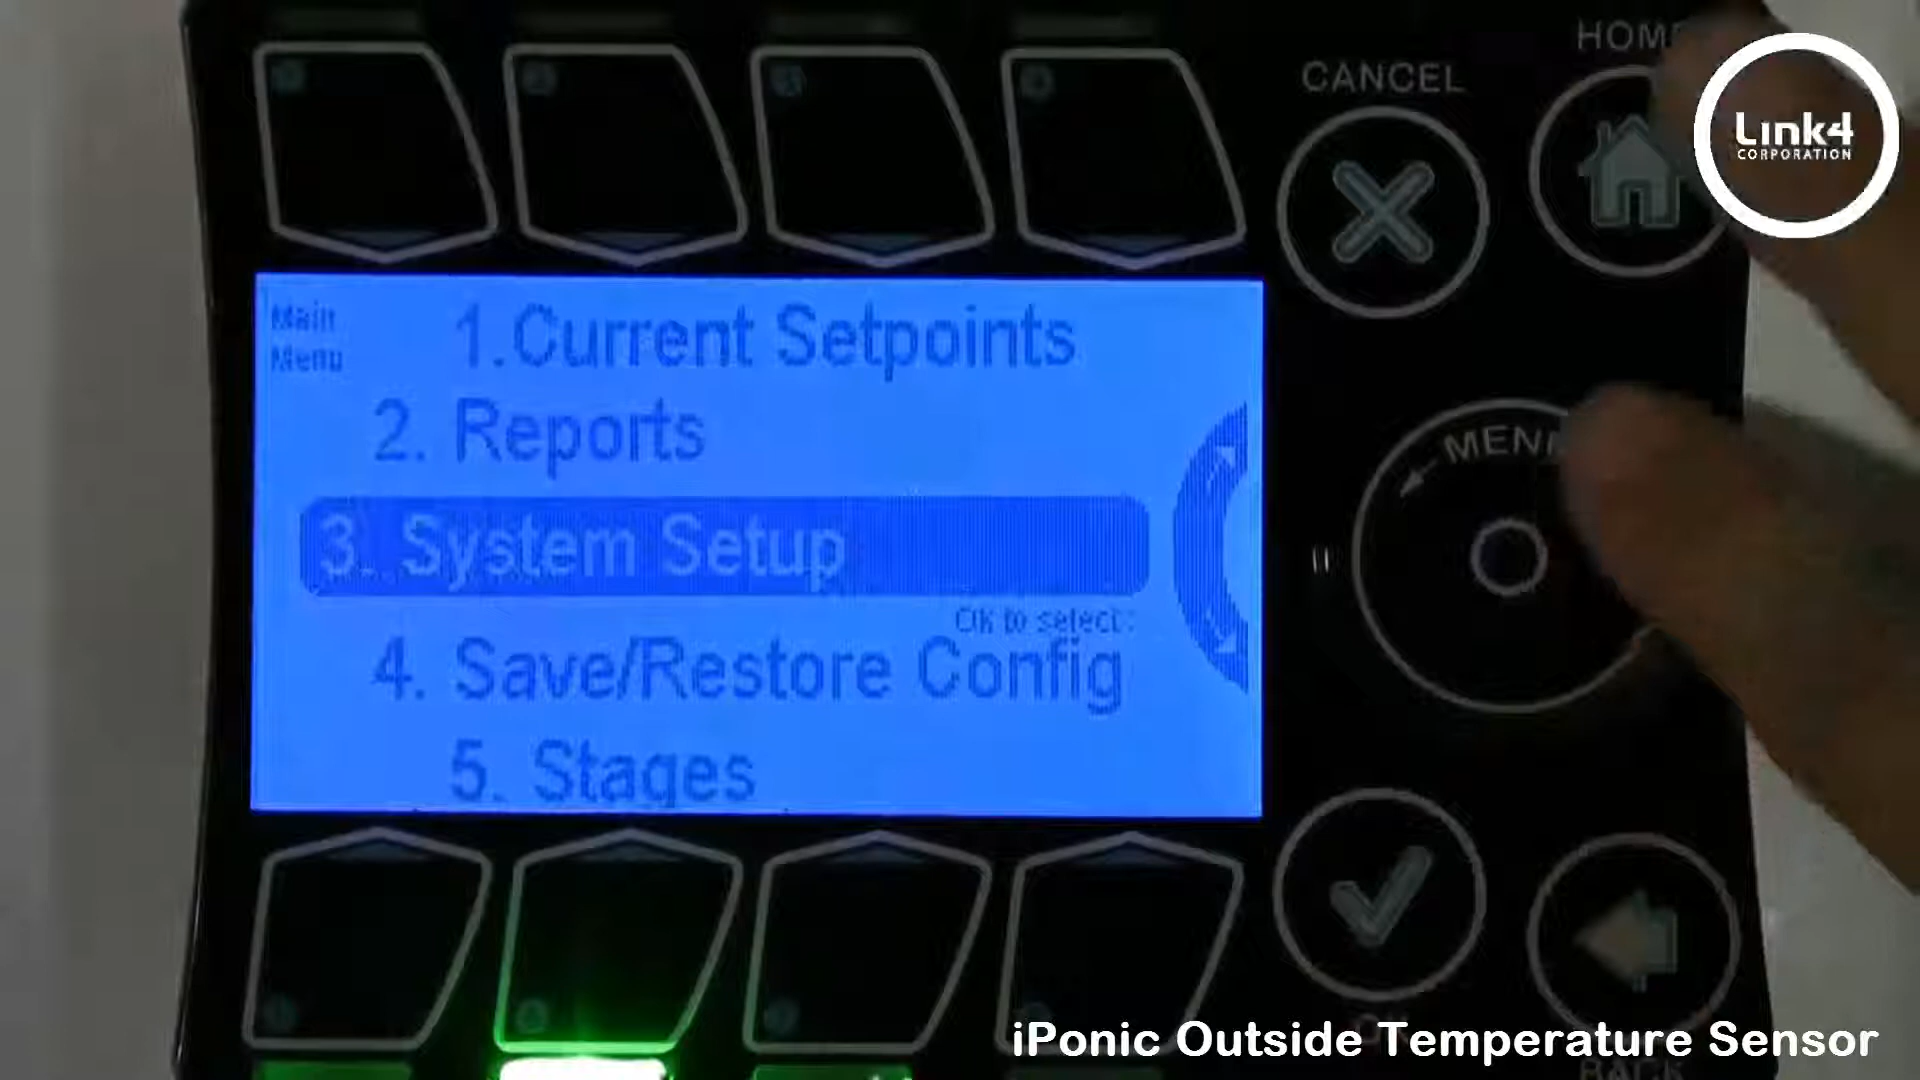 HOME
CANCEL
Link4
CORPORATION
Main
Menu
1.Current Setpoints
2. Reports
3. System Setup
Ok to select:
4. Save/Restore Config
5. Stages
MENU
iPonic Outside Temperature Sensor
BACK